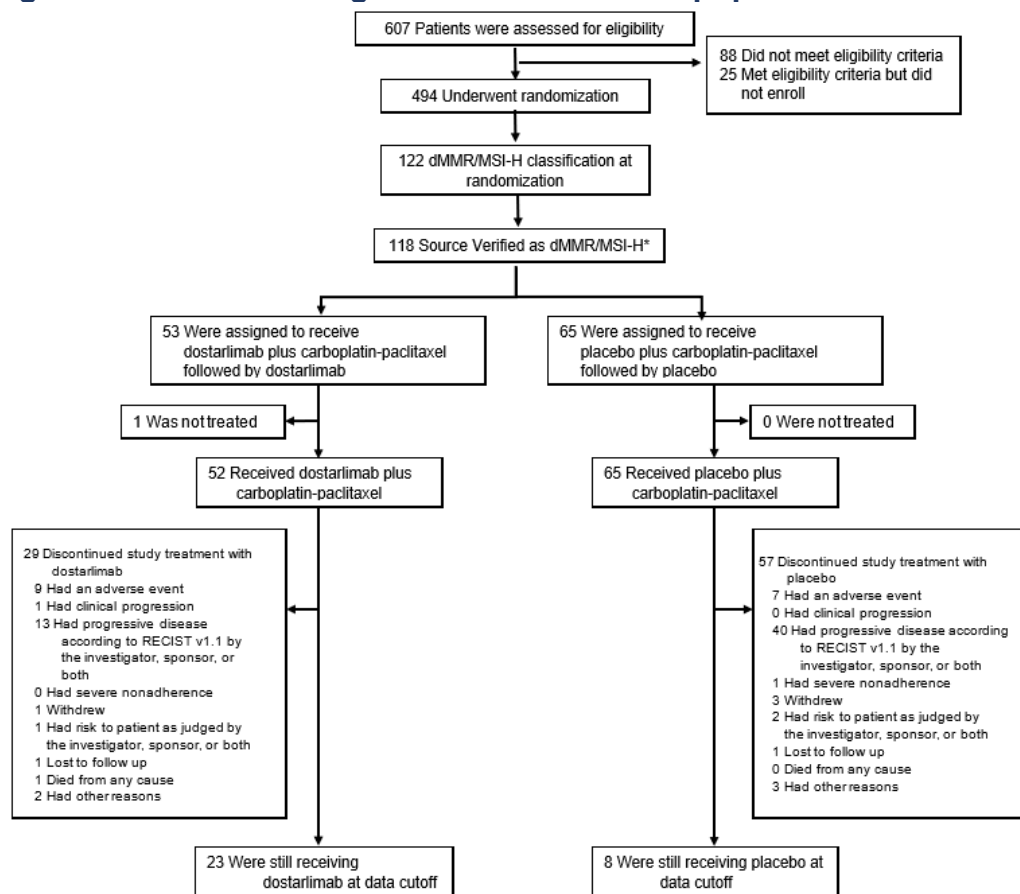 607 Patients were assessed for eligibility
88 Did not meet eligibility criteria
25 Met eligibility criteria but did
not enroll
494 Underwent randomization
122 dMMR/MSI-H classification at
randomization
118 Source Verified as dMMR/MSI-H*
53 Were assigned to receive
dostarlimab plus carboplatin-paclitaxel
followed by dostarlimab
65 Were assigned to receive
placebo plus carboplatin-paclitaxel
followed by placebo
1 Was not treated
0 Were not treated
52 Received dostarlimab plus
carboplatin-paclitaxel
65 Received placebo plus
carboplatin-paclitaxel
29 Discontinued study treatment with
dostarlimab
9 Had an adverse event
1 Had clinical progression
13 Had progressive disease
according to RECIST v1.1 by
the investigator, sponsor, or
both
0 Had severe nonadherence
1 Withdrew
1 Had risk to patient as judged by
the investigator, sponsor, or both
1 Lost to follow up
1 Died from any cause
2 Had other reasons
57 Discontinued study treatment with
placebo
7 Had an adverse event
0 Had clinical progression
40 Had progressive disease according
to RECIST v1.1 by the
investigator, sponsor, or both
1 Had severe nonadherence
3 Withdrew
2 Had risk to patient as judged by
the investigator, sponsor, or both
1 Lost to follow up
0 Died from any cause
3 Had other reasons
23 Were still receiving
dostarlimab at data cutoff
8 Were still receiving placebo at
data cutoff